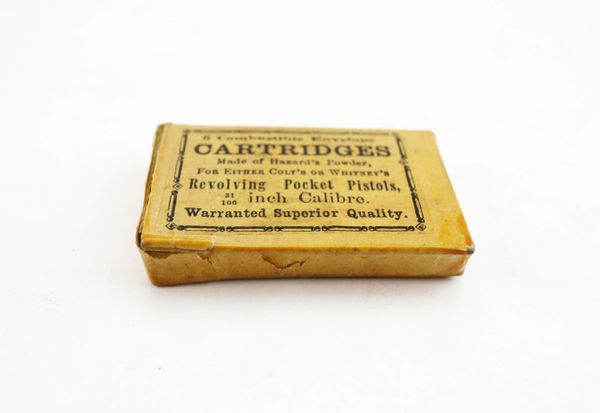 5 Combustible Envelope
CARTRIDGES
Made of Hazard's Powder,
FOR EITHER COLT'S OR WHITNEY'S
Revolving Pocket Pistols,
31/100 inch Calibre.
Warranted Superior Quality.